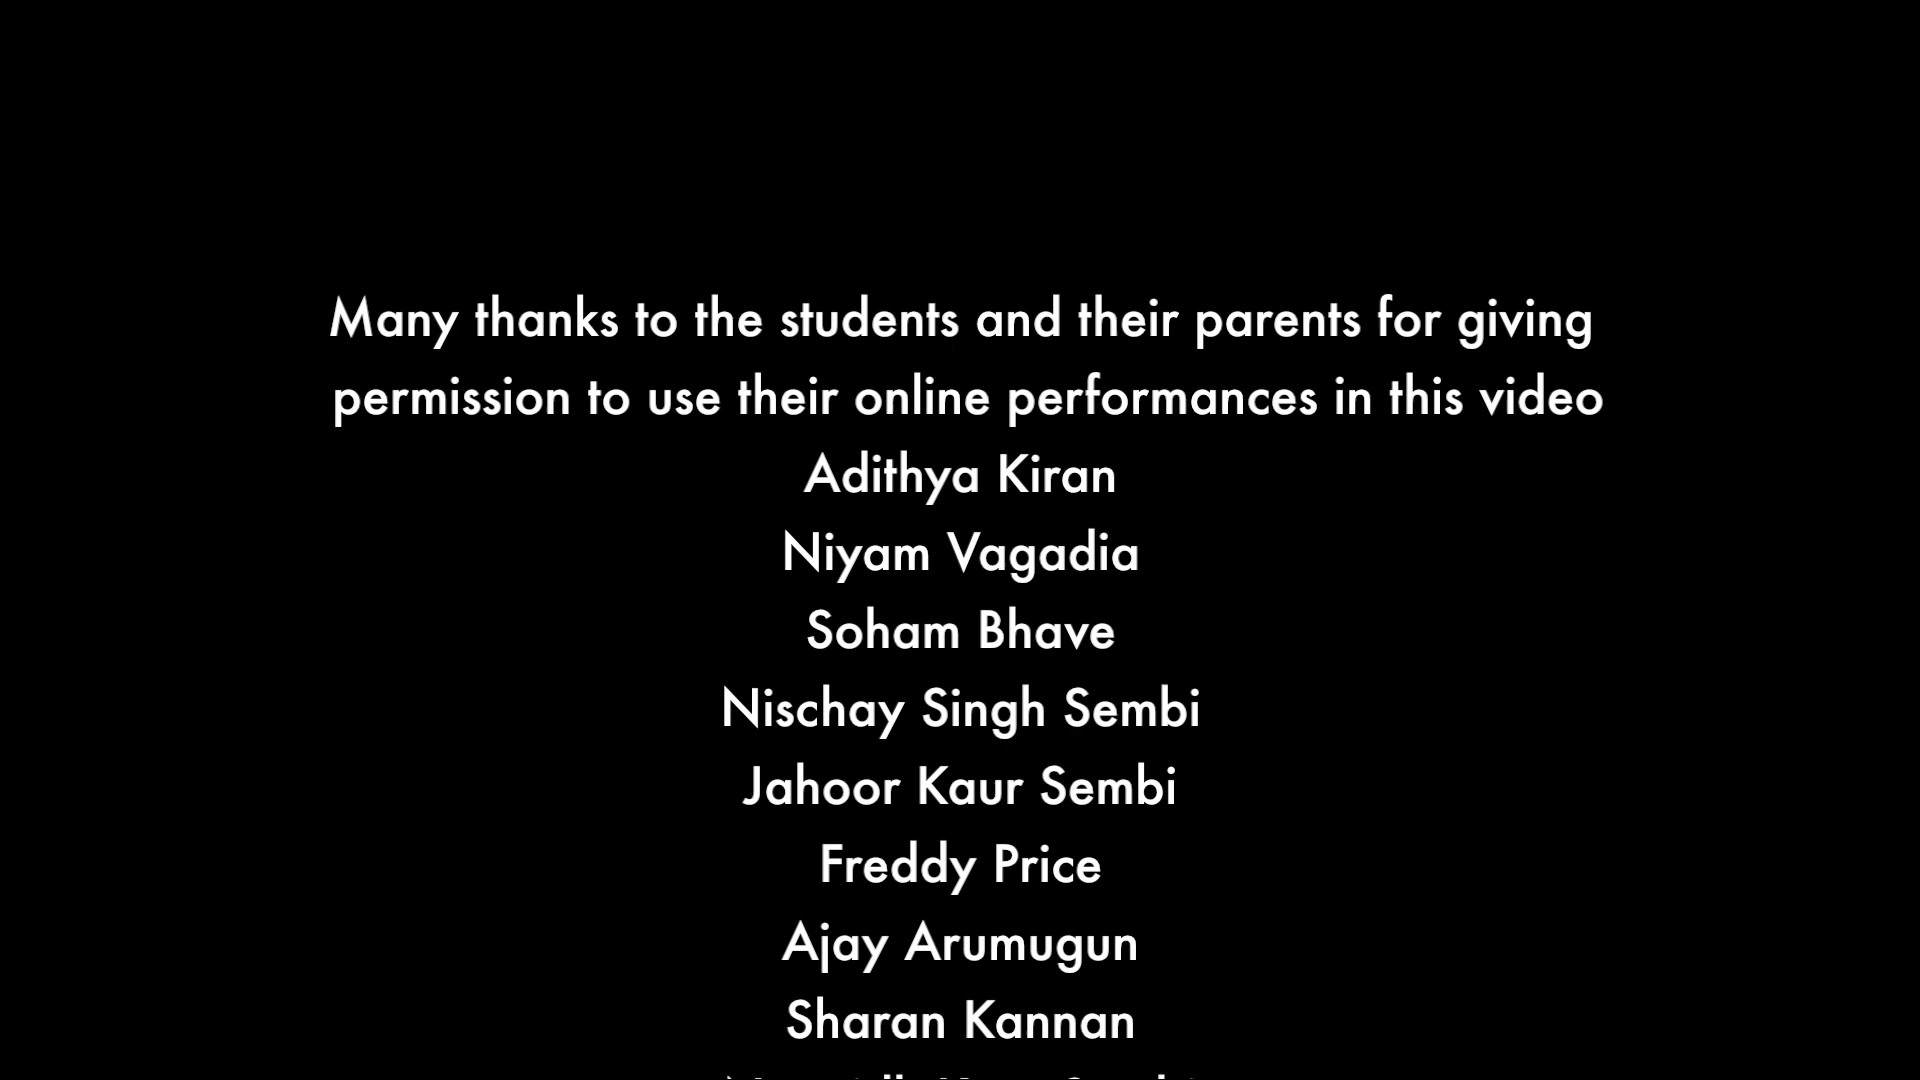 Many thanks to the students and their parents for giving
permission to use their online performances in this video
Adithya Kiran
Niyam Vagadia
Soham Bhave
Nischay Singh Sembi
Jahoor Kaur Sembi
Freddy Price
Ajay Arumugun
Sharan Kannan